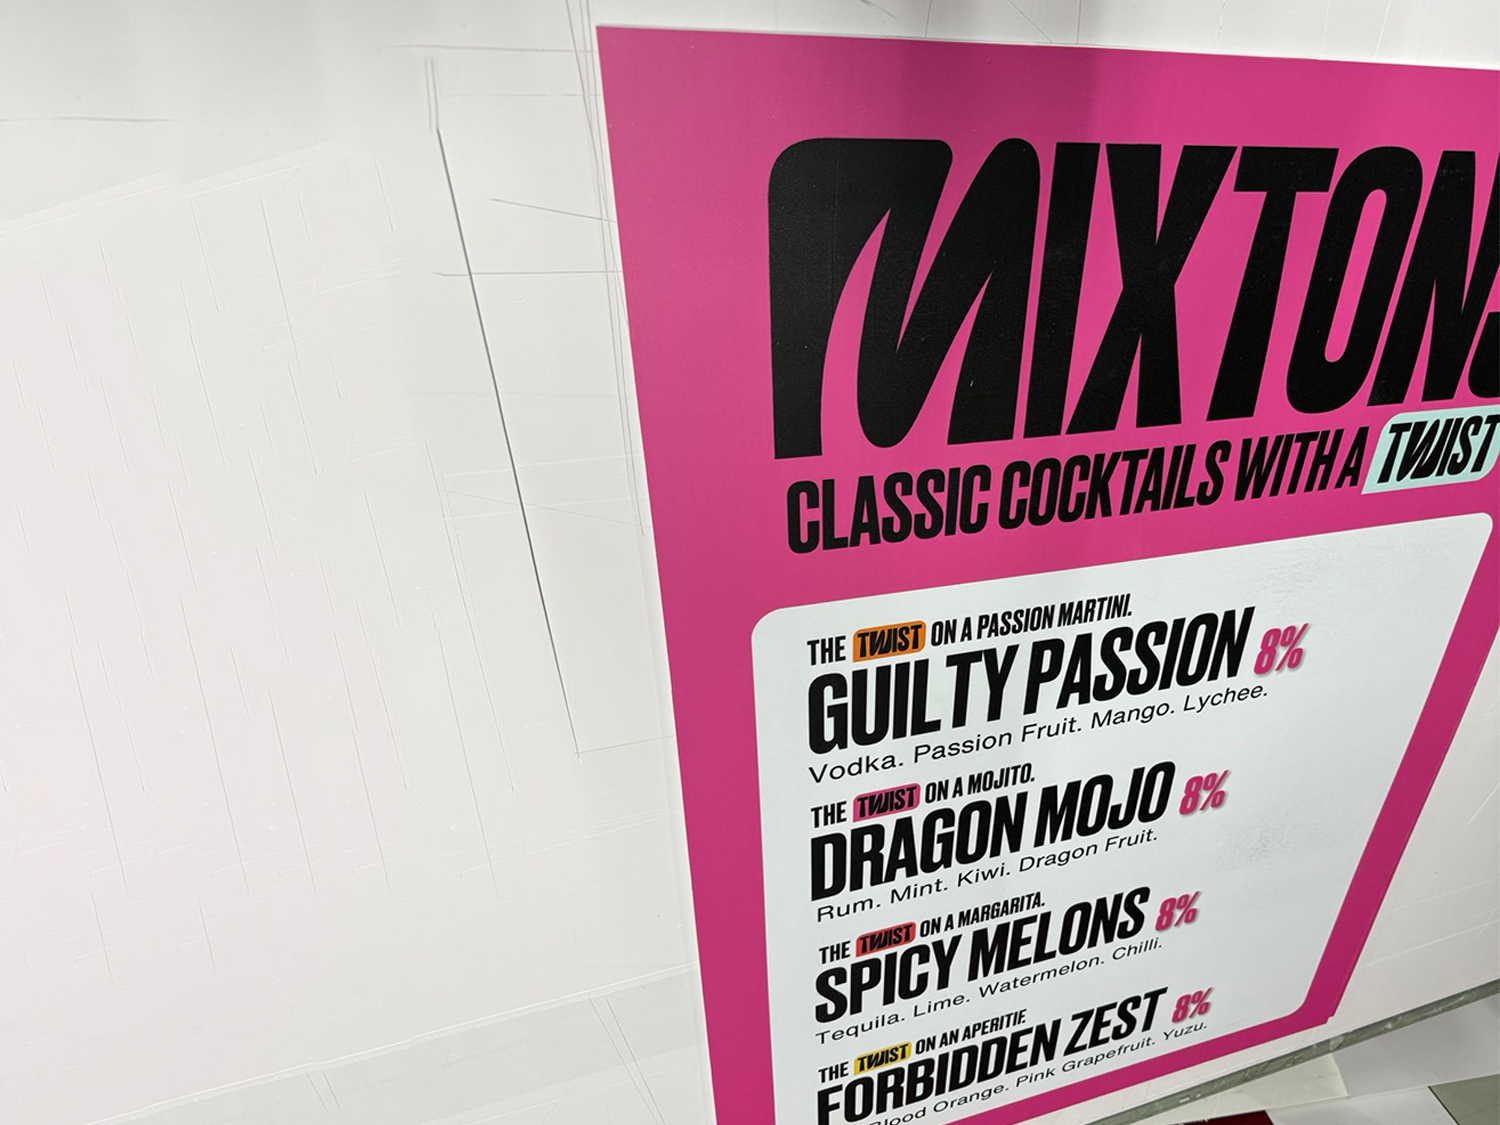 MIXTONS
CLASSIC COCKTAILS WITH A TWIST
THE TWIST ON A PASSION MARTINI.
GUILTY PASSION 8%
Vodka. Passion Fruit. Mango. Lychee.
THE TWIST ON A MOJITO.
DRAGON MOJO 8%
Rum. Mint. Kiwi. Dragon Fruit.
THE TWIST ON A MARGARITA.
SPICY MELONS 8%
Tequila. Lime. Watermelon. Chilli.
THE TWIST ON AN APERITIF.
FORBIDDEN ZEST 8%
Blood Orange. Pink Grapefruit. Yuzu.